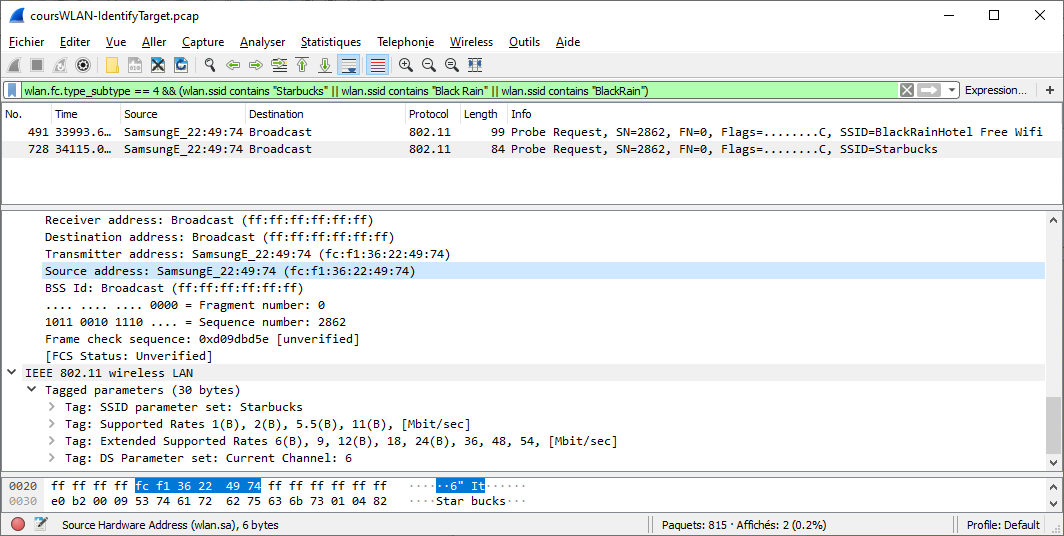 coursWLAN-IdentifyTarget.pcap
Fichier Editer Vue Aller Capture Analyser Statistiques Telephonie Wireless Outils Aide
wlan.fc.type_subtype == 4 && (wlan.ssid contains "Starbucks" || wlan.ssid contains "Black Rain" || wlan.ssid contains "BlackRain") Expression... +
No. Time Source Destination Protocol Length Info
491 33993.6… SamsungE_22:49:74 Broadcast 802.11 99 Probe Request, SN=2862, FN=0, Flags=........C, SSID=BlackRainHotel Free Wifi
728 34115.0… SamsungE_22:49:74 Broadcast 802.11 84 Probe Request, SN=2862, FN=0, Flags=........C, SSID=Starbucks
Receiver address: Broadcast (ff:ff:ff:ff:ff:ff)
Destination address: Broadcast (ff:ff:ff:ff:ff:ff)
Transmitter address: SamsungE_22:49:74 (fc:f1:36:22:49:74)
Source address: SamsungE_22:49:74 (fc:f1:36:22:49:74)
BSS Id: Broadcast (ff:ff:ff:ff:ff:ff)
.... .... .... 0000 = Fragment number: 0
1011 0010 1110 .... = Sequence number: 2862
Frame check sequence: 0xd09dbd5e [unverified]
[FCS Status: Unverified]
IEEE 802.11 wireless LAN
Tagged parameters (30 bytes)
Tag: SSID parameter set: Starbucks
Tag: Supported Rates 1(B), 2(B), 5.5(B), 11(B), [Mbit/sec]
Tag: Extended Supported Rates 6(B), 9, 12(B), 18, 24(B), 36, 48, 54, [Mbit/sec]
Tag: DS Parameter set: Current Channel: 6
0020 ff ff ff ff fc f1 36 22 49 74 ff ff ff ff ff ff ······6" It······
0030 e0 b2 00 09 53 74 61 72 62 75 63 6b 73 01 04 82 ····Star bucks···
Source Hardware Address (wlan.sa), 6 bytes Paquets: 815 · Affichés: 2 (0.2%) Profile: Default